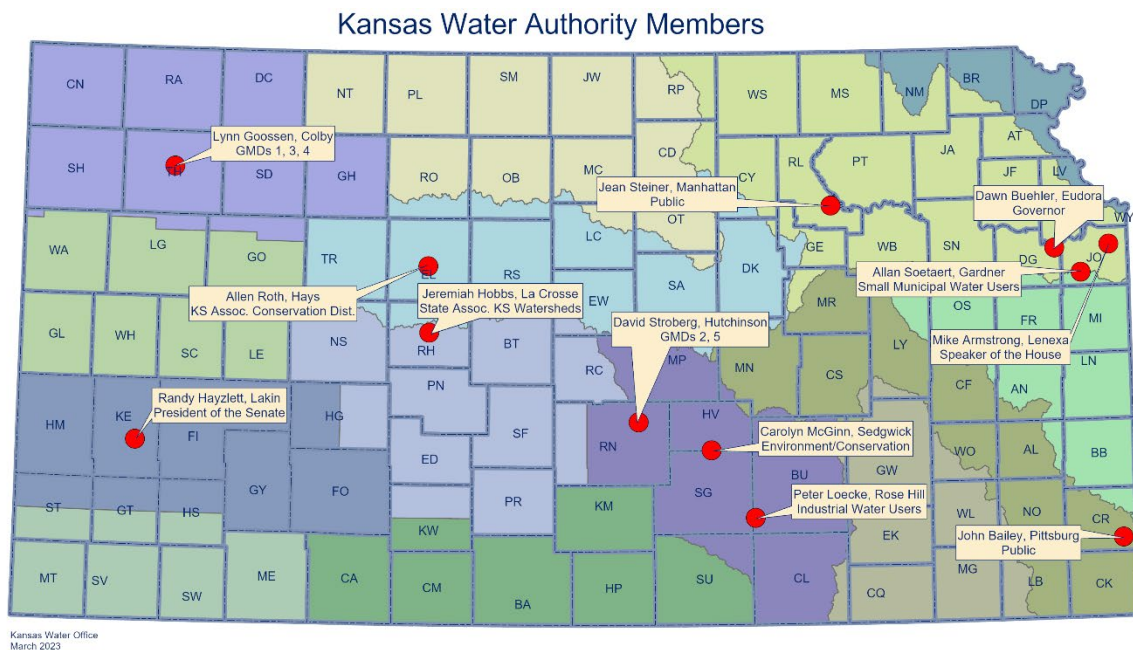 Kansas Water Authority Members
CN
RA
DC
NT
PL
SM
JW
RP
WS
MS
NM
BR
DP
Lynn Goossen, Colby
GMDs 1, 3, 4
SH
TH
SD
GH
RO
OB
MC
CD
CY
RL
PT
JA
AT
JF
LV
WY
Jean Steiner, Manhattan
Public
Dawn Buehler, Eudora
Governor
WA
LG
GO
TR
EL
RS
LC
OT
EW
SA
DK
GE
WB
SN
DG
JO
Allen Roth, Hays
KS Assoc. Conservation Dist.
Jeremiah Hobbs, La Crosse
State Assoc. KS Watersheds
Allan Soetaert, Gardner
Small Municipal Water Users
David Stroberg, Hutchinson
GMDs 2, 5
Mike Armstrong, Lenexa
Speaker of the House
GL
WH
SC
LE
NS
RH
BT
RC
MP
MN
MR
CS
LY
OS
FR
MI
CF
AN
LN
Randy Hayzlett, Lakin
President of the Senate
HM
KE
FI
HG
PN
SF
RN
HV
Carolyn McGinn, Sedgwick
Environment/Conservation
GW
WO
AL
BB
ED
GY
FO
PR
KM
SG
BU
Peter Loecke, Rose Hill
Industrial Water Users
ST
GT
HS
KW
EK
WL
NO
CR
John Bailey, Pittsburg
Public
MT
SV
SW
ME
CA
CM
BA
HP
SU
CL
CQ
MG
LB
CK
Kansas Water Office
March 2023